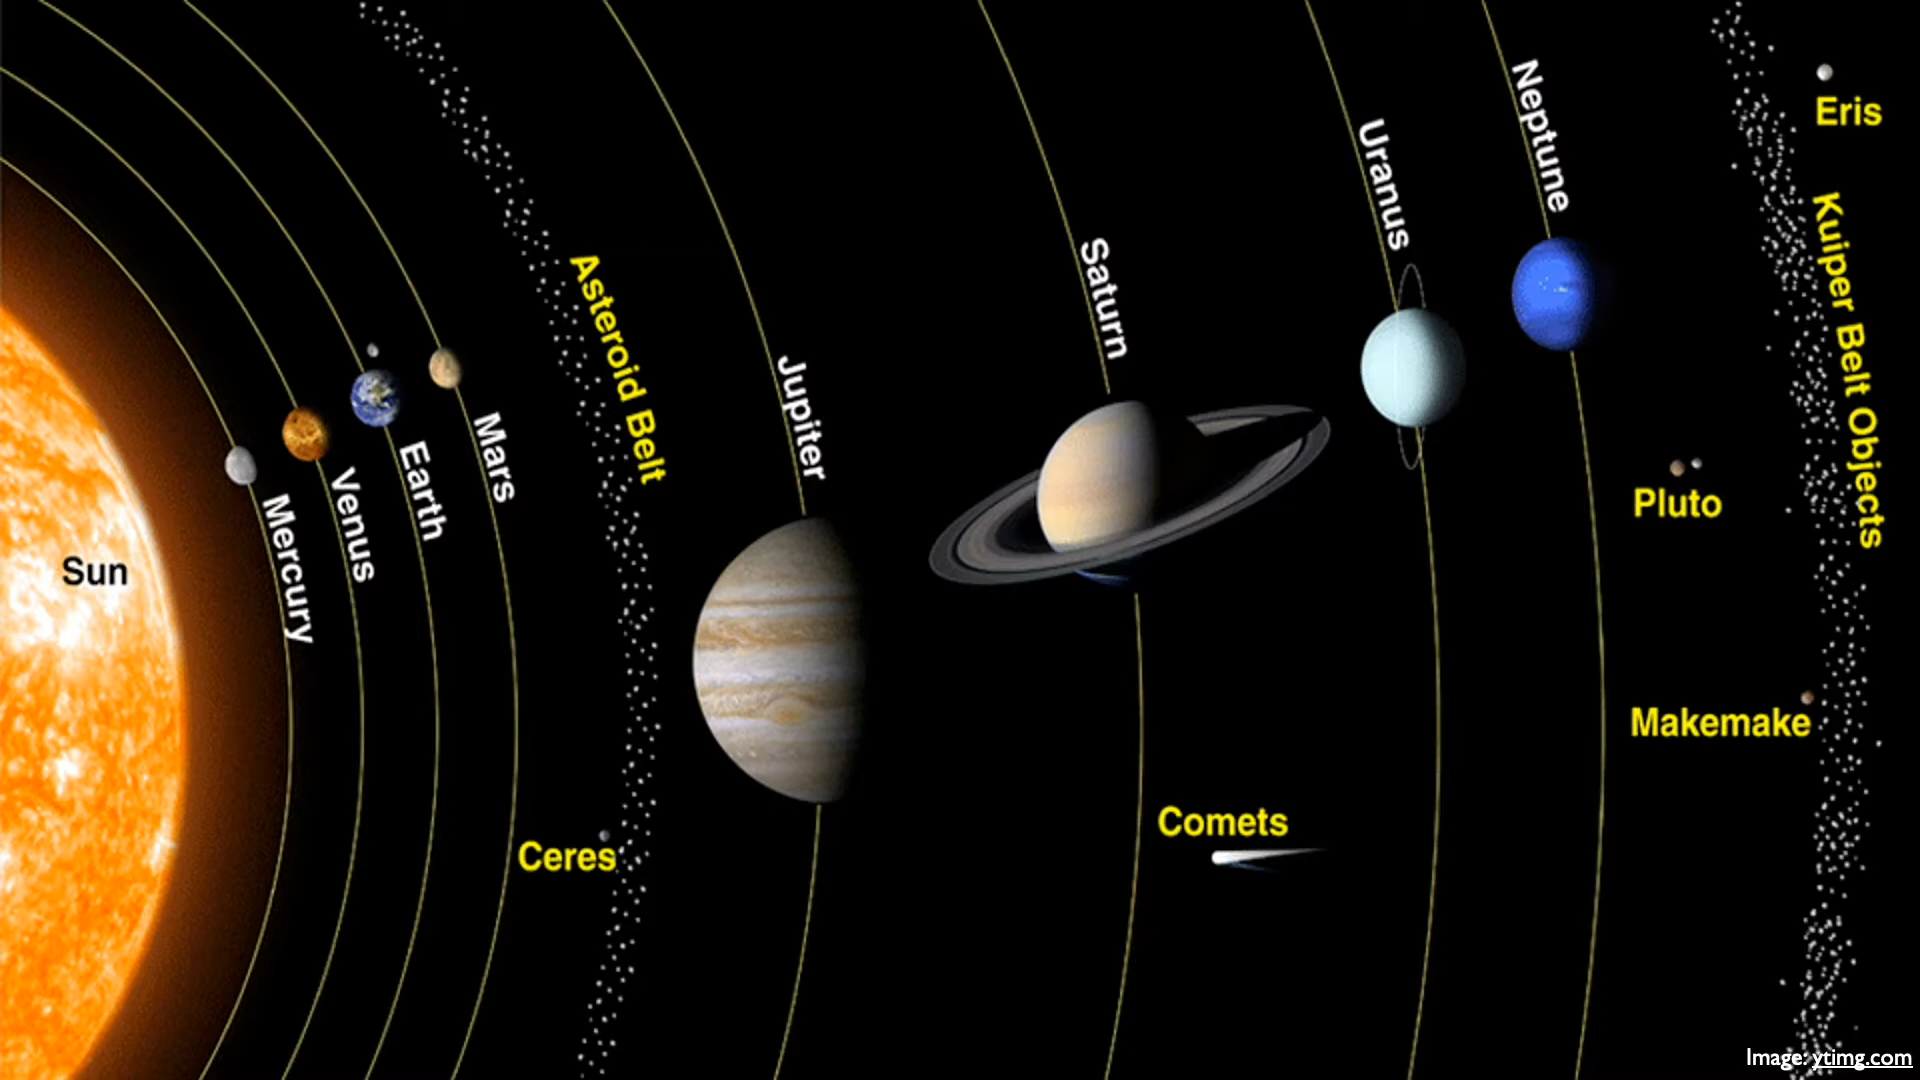 Sun
Mercury
Venus
Earth
Mars
Asteroid Belt
Ceres
Jupiter
Saturn
Comets
Uranus
Neptune
Pluto
Makemake
Eris
Kuiper Belt Objects
Image: ytimg.com